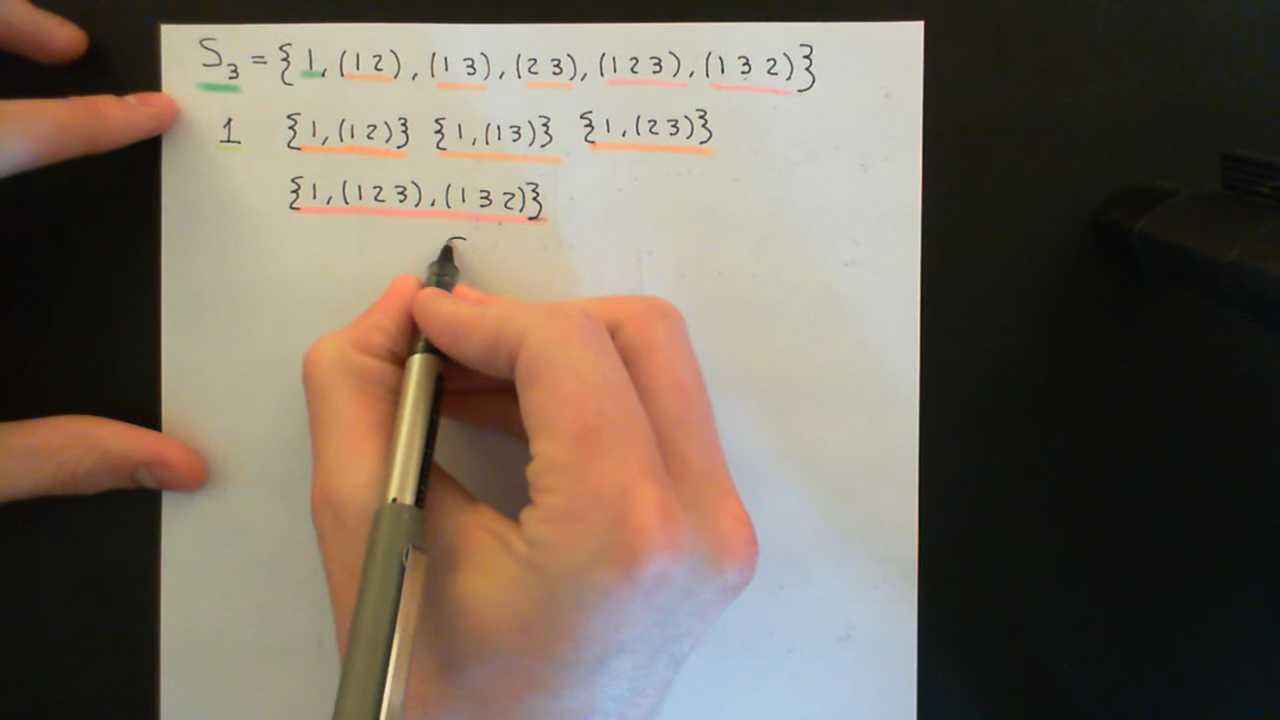 S₃ = {1, (1 2), (1 3), (2 3), (1 2 3), (1 3 2)}
1 {1, (1 2)} {1, (1 3)} {1, (2 3)}
{1, (1 2 3), (1 3 2)}